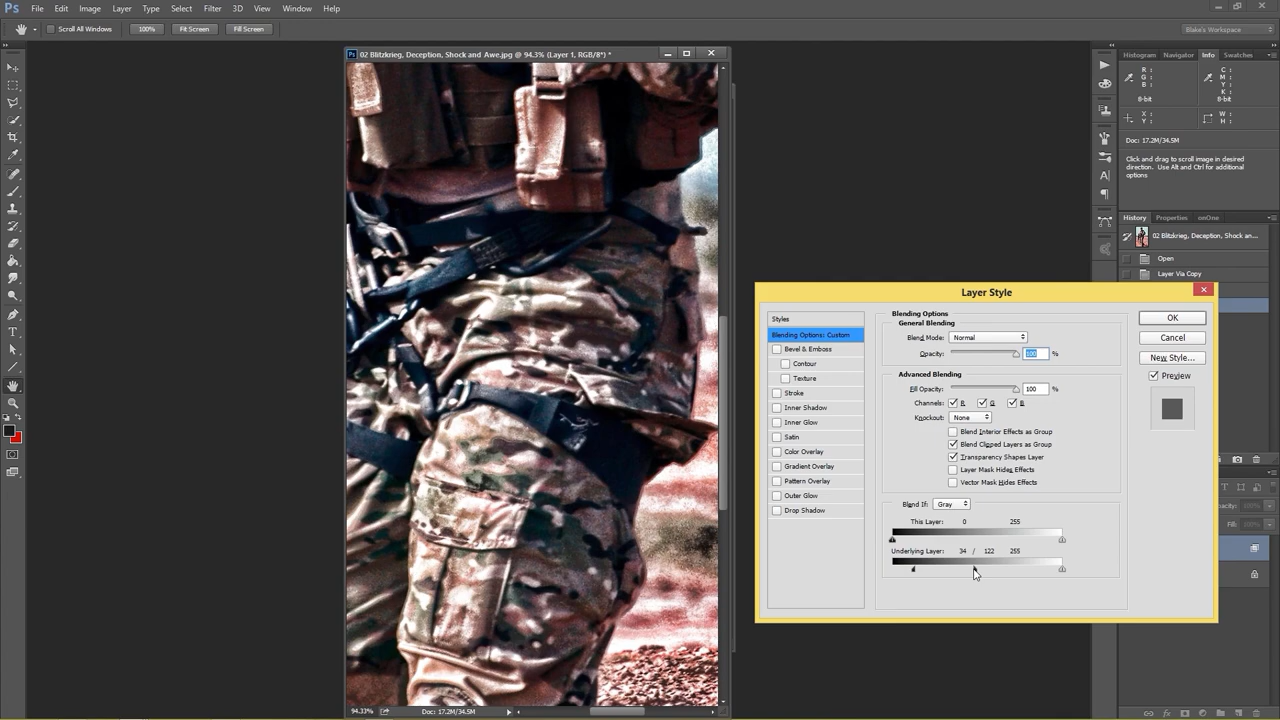 Ps File Edit Image Layer Type Select Filter 3D View Window Help
Scroll All Windows 100% Fit Screen Fill Screen Blake's Workspace
Ps 02 Blitzkrieg, Deception, Shock and Awe.jpg @ 94.3% (Layer 1, RGB/8*) *
Histogram Navigator Info Swatches
R : C :
G : M :
B : Y :
K :
8-bit 8-bit
X : W :
Y : H :
Doc: 17.2M/34.5M
Click and drag to scroll image in desired
direction. Use Alt and Ctrl for additional
options
History Properties onOne
02 Blitzkrieg, Deception, Shock an...
Open
Layer Via Copy
Layer Style
Styles
Blending Options: Custom
Bevel & Emboss
Contour
Texture
Stroke
Inner Shadow
Inner Glow
Satin
Color Overlay
Gradient Overlay
Pattern Overlay
Outer Glow
Drop Shadow
Blending Options
General Blending
Blend Mode: Normal
Opacity: 100 %
Advanced Blending
Fill Opacity: 100 %
Channels: R G B
Knockout: None
Blend Interior Effects as Group
Blend Clipped Layers as Group
Transparency Shapes Layer
Layer Mask Hides Effects
Vector Mask Hides Effects
Blend If: Gray
This Layer: 0 255
Underlying Layer: 34 / 122 255
OK
Cancel
New Style...
Preview
Fill:
94.33% Doc: 17.2M/34.5M